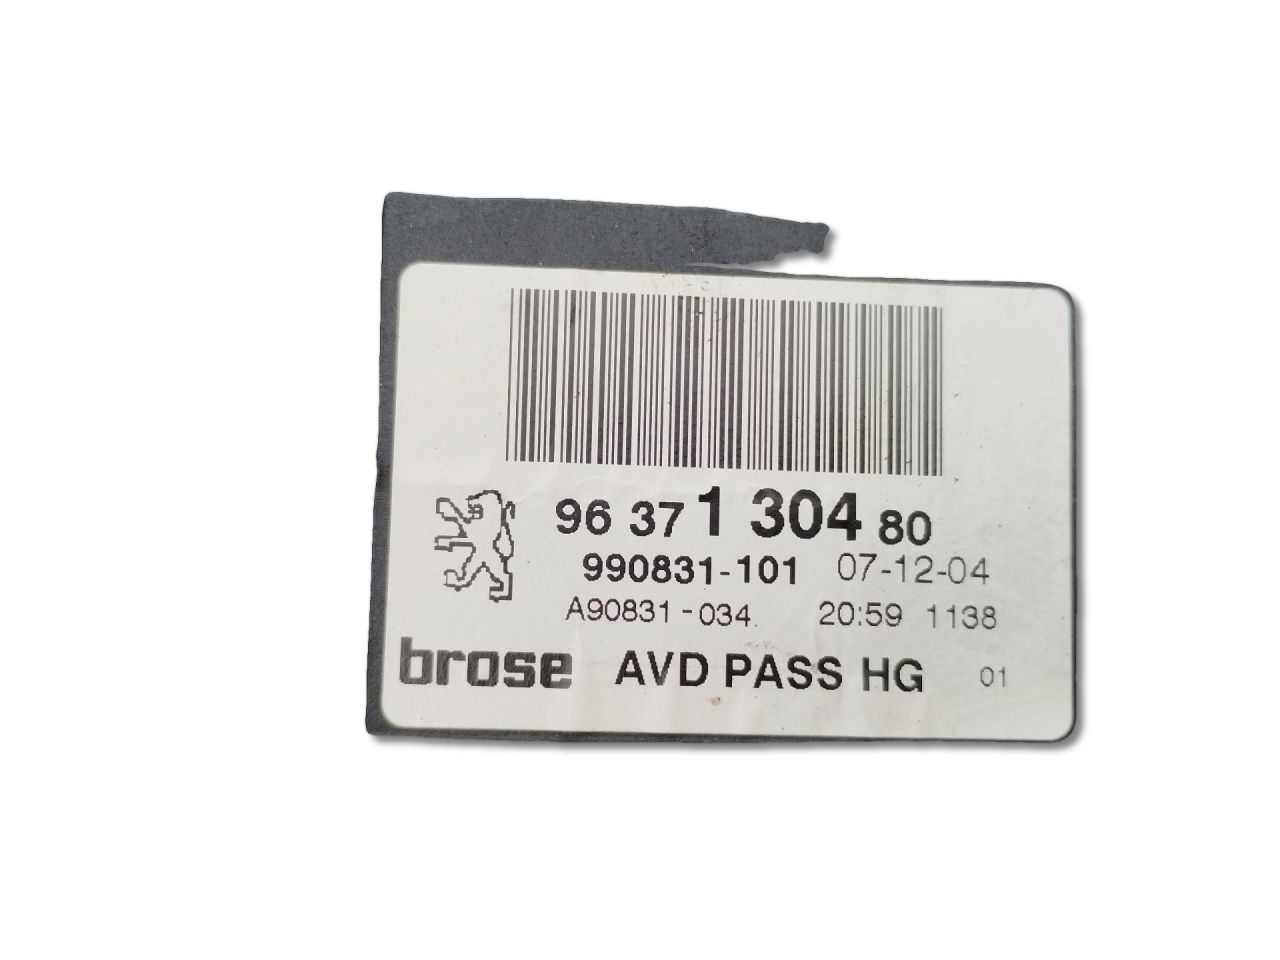 96 37 1 304 80
990831-101 07-12-04
A90831-034 20:59 1138
brose AVD PASS HG 01